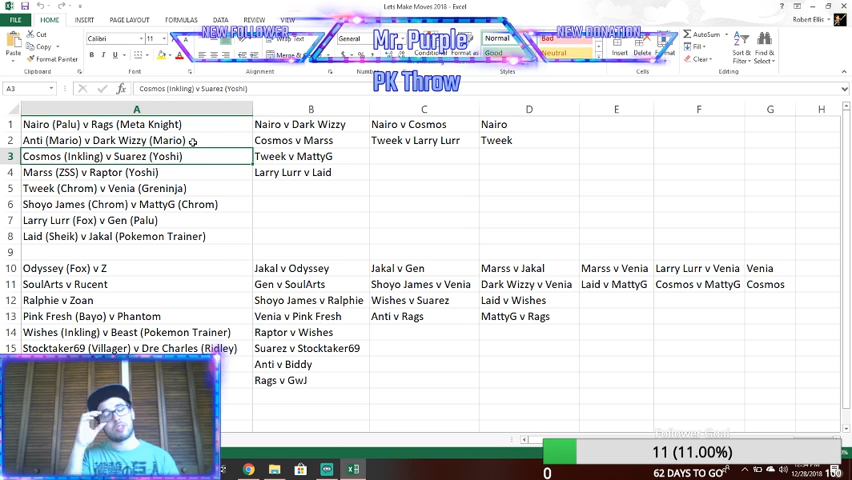 Lets Make Moves 2018 - Excel
FILE HOME INSERT PAGE LAYOUT FORMULAS DATA REVIEW Robert Ellis
NEW FOLLOWER
Mr. Purple
NEW DONATION
PK Throw
Cut Copy Format Painter Paste Clipboard
Calibri Font Alignment
Normal Bad Good Neutral Styles
Insert Delete Format Cells
AutoSum Fill Clear Sort & Filter Find & Select Editing
A3 Cosmos (Inkling) v Suarez (Yoshi)
A B C D E F G H
1 Nairo (Palu) v Rags (Meta Knight) Nairo v Dark Wizzy Nairo v Cosmos Nairo
2 Anti (Mario) v Dark Wizzy (Mario) Cosmos v Marss Tweek v Larry Lurr Tweek
3 Cosmos (Inkling) v Suarez (Yoshi) Tweek v MattyG
4 Marss (ZSS) v Raptor (Yoshi) Larry Lurr v Laid
5 Tweek (Chrom) v Venia (Greninja)
6 Shoyo James (Chrom) v MattyG (Chrom)
7 Larry Lurr (Fox) v Gen (Palu)
8 Laid (Sheik) v Jakal (Pokemon Trainer)
9
10 Odyssey (Fox) v Z Jakal v Odyssey Jakal v Gen Marss v Jakal Marss v Venia Larry Lurr v Venia Venia
11 SoulArts v Rucent Gen v SoulArts Shoyo James v Venia Dark Wizzy v Venia Laid v MattyG Cosmos v MattyG Cosmos
12 Ralphie v Zoan Shoyo James v Ralphie Wishes v Suarez Laid v Wishes
13 Pink Fresh (Bayo) v Phantom Venia v Pink Fresh Anti v Rags MattyG v Rags
14 Wishes (Inkling) v Beast (Pokemon Trainer) Raptor v Wishes
15 Stocktaker69 (Villager) v Dre Charles (Ridley) Suarez v Stocktaker69
Anti v Biddy
Rags v GwJ
Follower Goal
11 (11.00%)
0 62 DAYS TO GO 100
12/28/2018